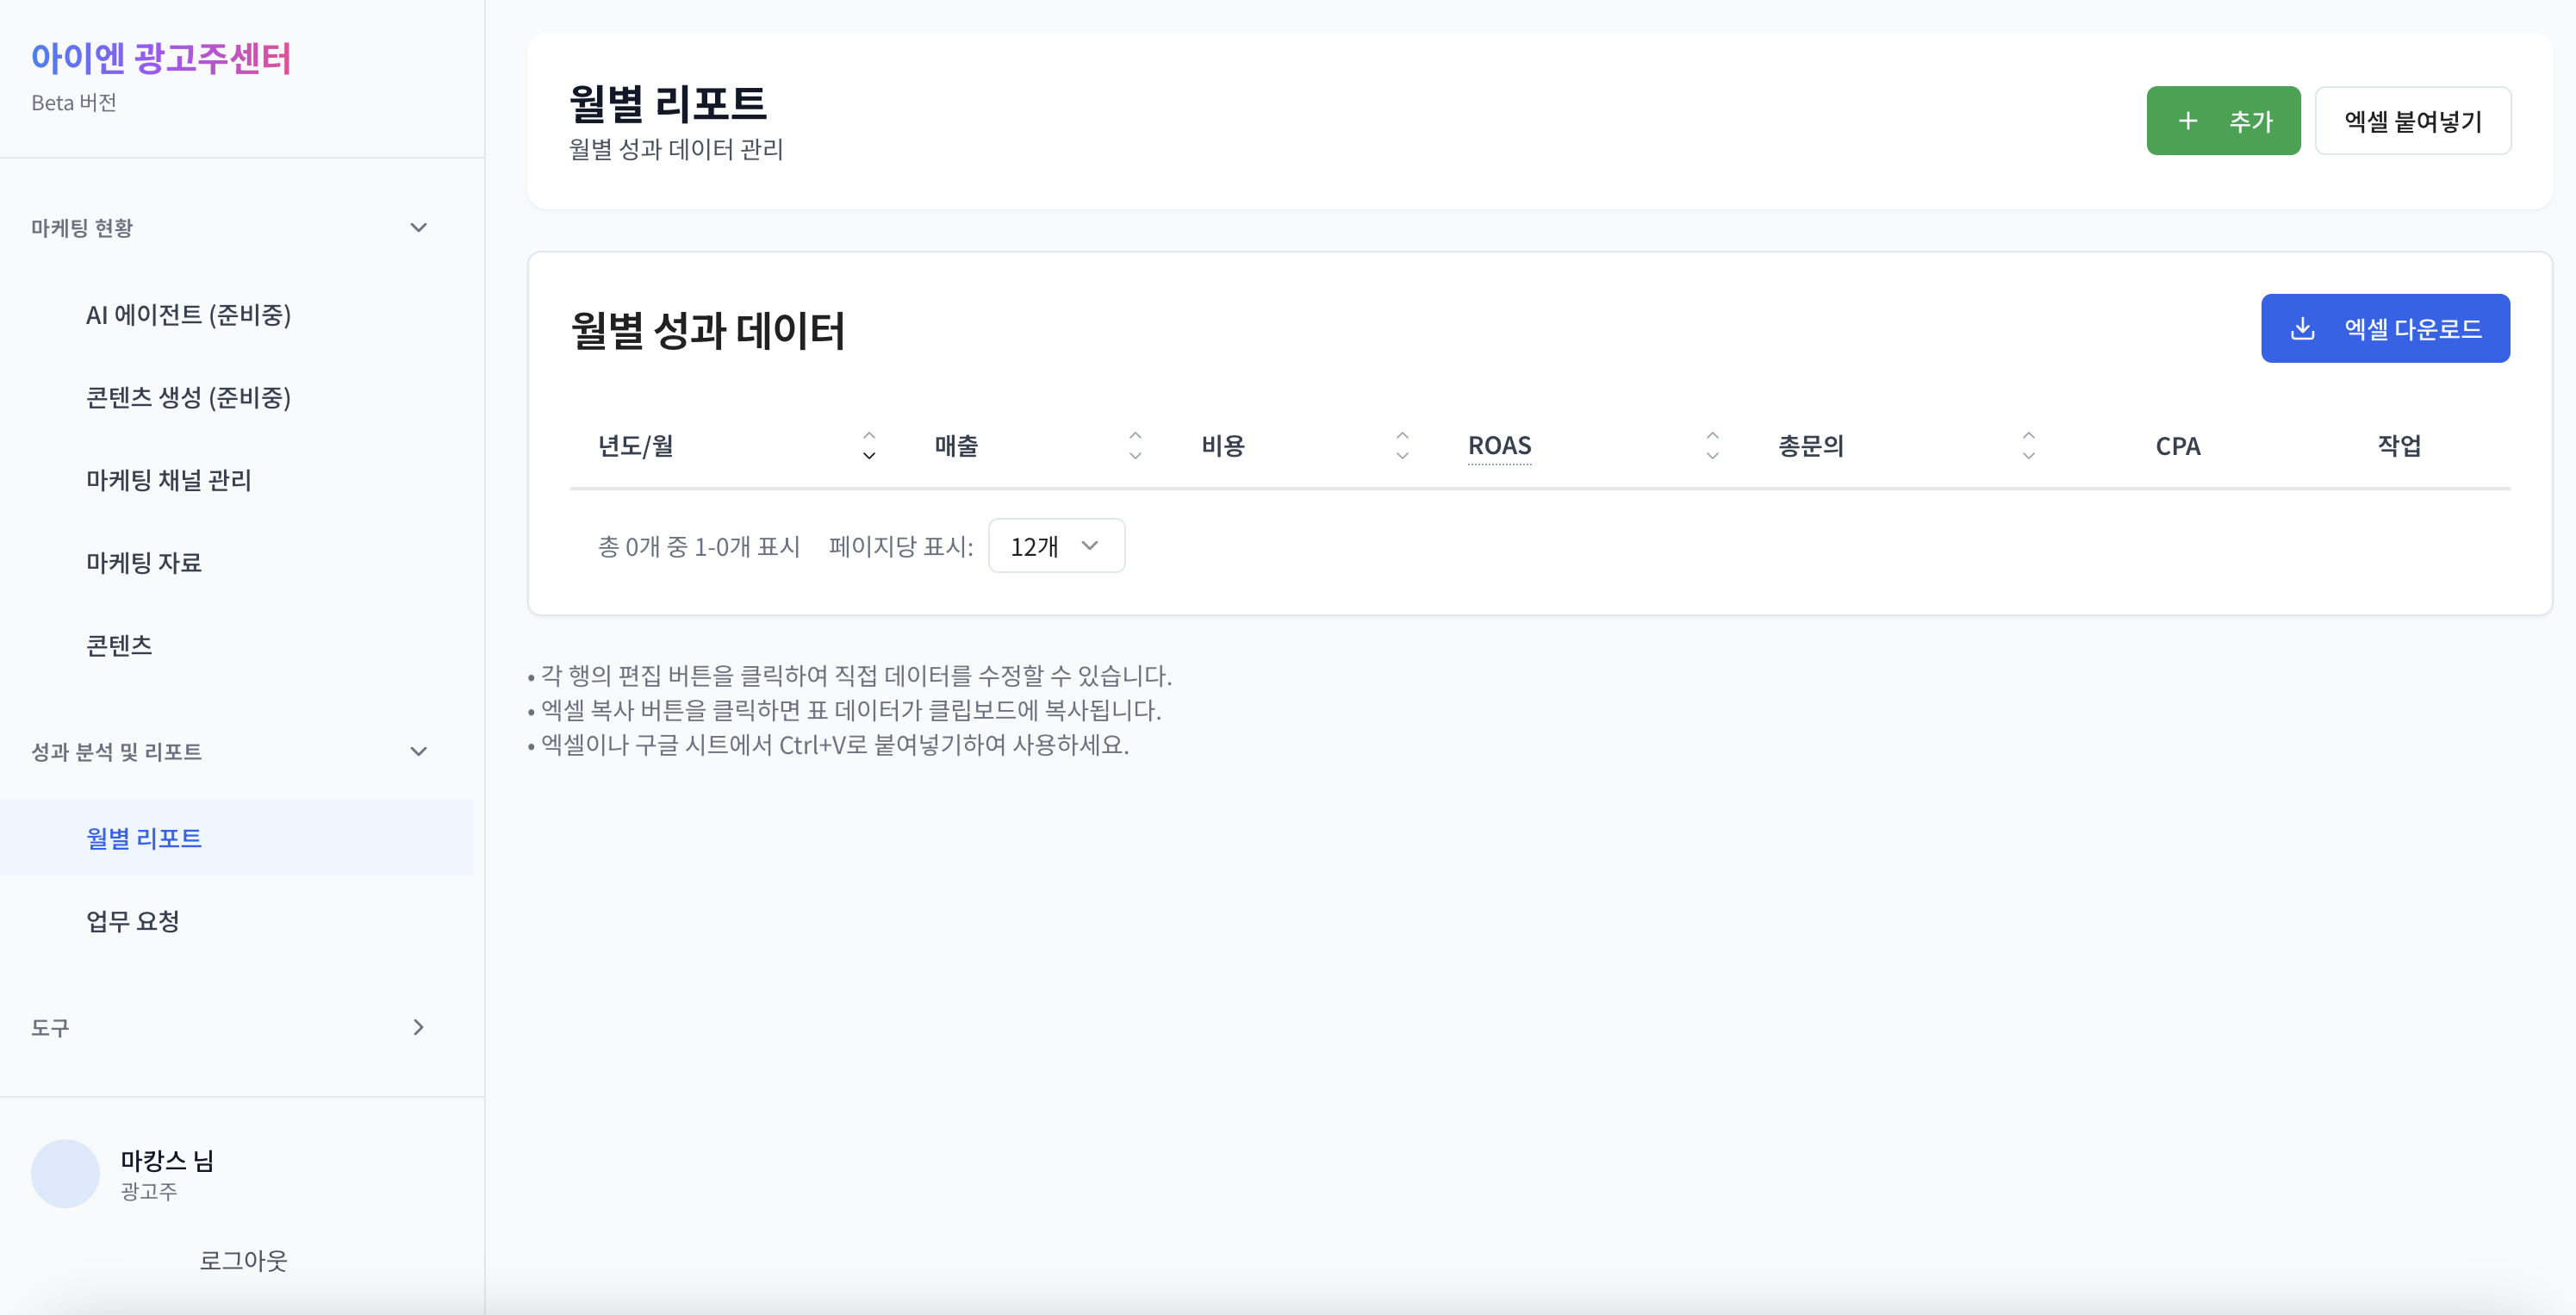 아이엔 광고주센터
Beta 버전
마케팅 현황
AI 에이전트 (준비중)
콘텐츠 생성 (준비중)
마케팅 채널 관리
마케팅 자료
콘텐츠
성과 분석 및 리포트
월별 리포트
업무 요청
도구
마캉스 님
광고주
로그아웃
월별 리포트
월별 성과 데이터 관리
추가
엑셀 붙여넣기
월별 성과 데이터
엑셀 다운로드
년도/월 매출 비용 ROAS 총문의 CPA 작업
총 0개 중 1-0개 표시 페이지당 표시: 12개
• 각 행의 편집 버튼을 클릭하여 직접 데이터를 수정할 수 있습니다.
• 엑셀 복사 버튼을 클릭하면 표 데이터가 클립보드에 복사됩니다.
• 엑셀이나 구글 시트에서 Ctrl+V로 붙여넣기하여 사용하세요.